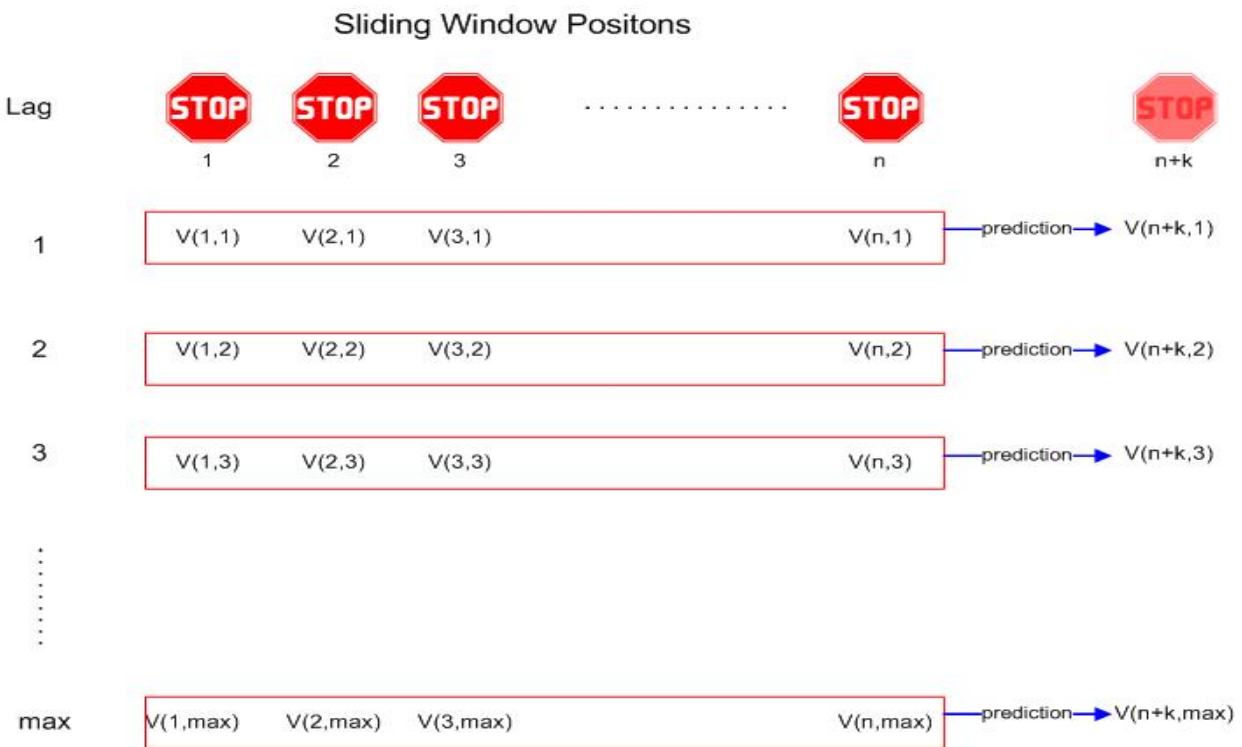 Sliding Window Positons
Lag STOP STOP STOP ............... STOP STOP
1 2 3 n n+k
1 V(1,1) V(2,1) V(3,1) V(n,1) prediction V(n+k,1)
2 V(1,2) V(2,2) V(3,2) V(n,2) prediction V(n+k,2)
3 V(1,3) V(2,3) V(3,3) V(n,3) prediction V(n+k,3)
max V(1,max) V(2,max) V(3,max) V(n,max) prediction V(n+k,max)